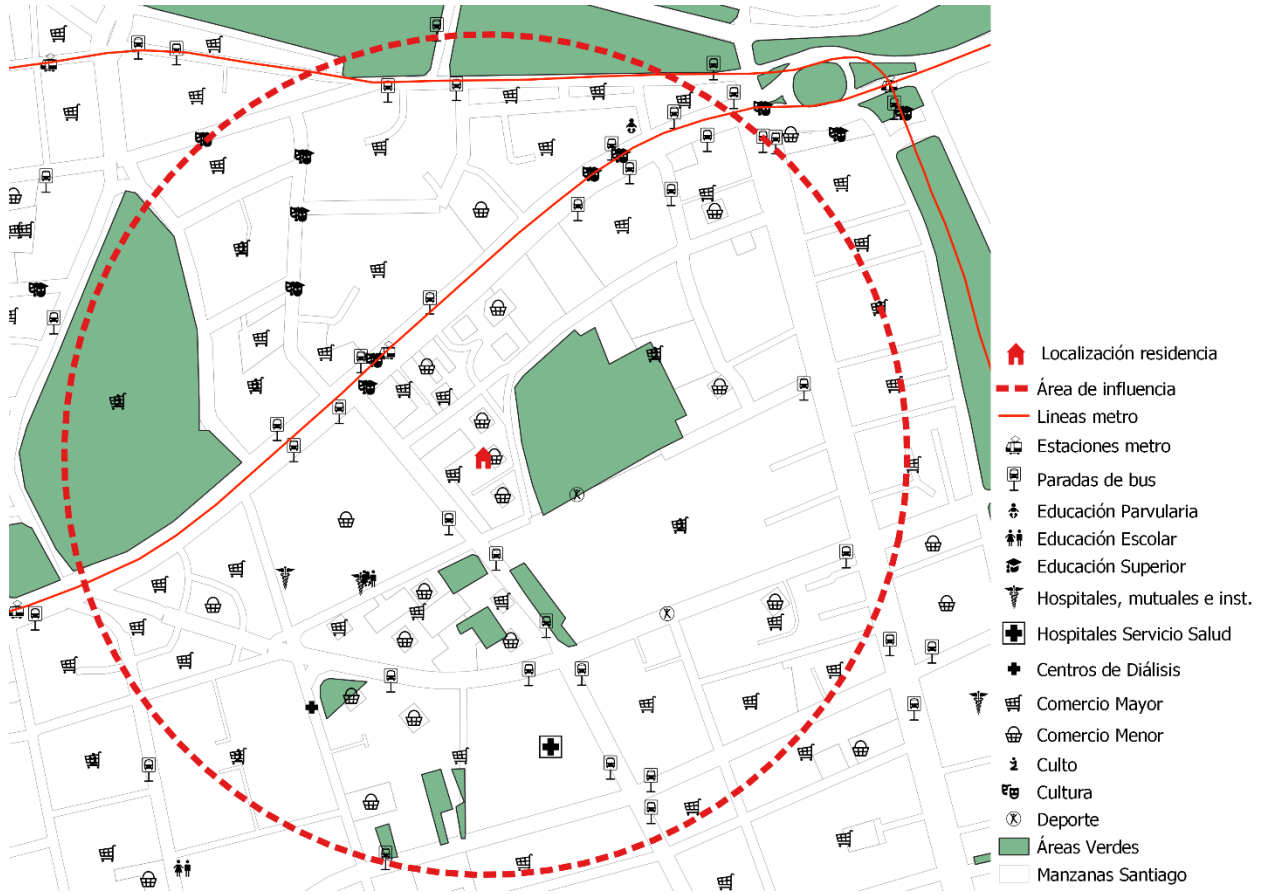 Localización residencia
Área de influencia
Lineas metro
Estaciones metro
Paradas de bus
Educación Parvularia
Educación Escolar
Educación Superior
Hospitales, mutuales e inst.
Hospitales Servicio Salud
Centros de Diálisis
Comercio Mayor
Comercio Menor
Culto
Cultura
Deporte
Áreas Verdes
Manzanas Santiago